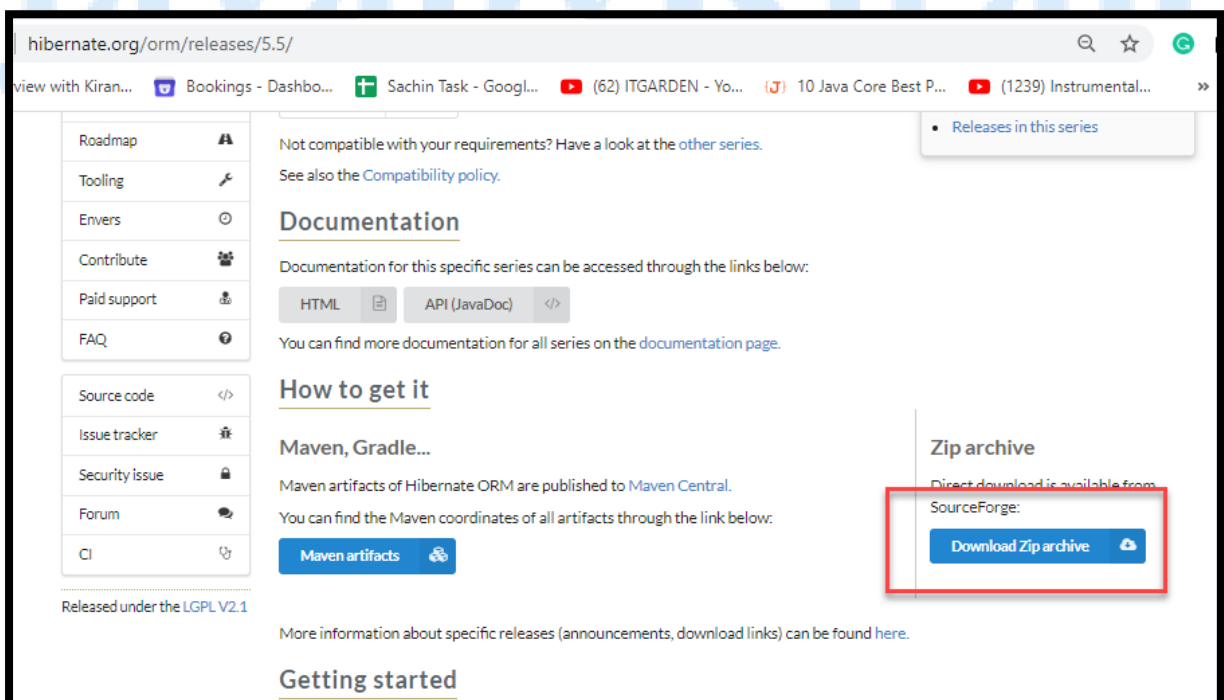 hibernate.org/orm/releases/5.5/
view with Kiran... Bookings - Dashbo... Sachin Task - Googl... (62) ITGARDEN - Yo... {J} 10 Java Core Best P... (1239) Instrumental... »
Roadmap
Tooling
Envers
Contribute
Paid support
FAQ
Source code
Issue tracker
Security issue
Forum
CI
Released under the LGPL V2.1
Not compatible with your requirements? Have a look at the other series.
See also the Compatibility policy.
Documentation
Documentation for this specific series can be accessed through the links below:
HTML API (JavaDoc)
You can find more documentation for all series on the documentation page.
How to get it
Maven, Gradle...
Maven artifacts of Hibernate ORM are published to Maven Central.
You can find the Maven coordinates of all artifacts through the link below:
Maven artifacts
Releases in this series
Zip archive
Direct download is available from
SourceForge:
Download Zip archive
More information about specific releases (announcements, download links) can be found here.
Getting started